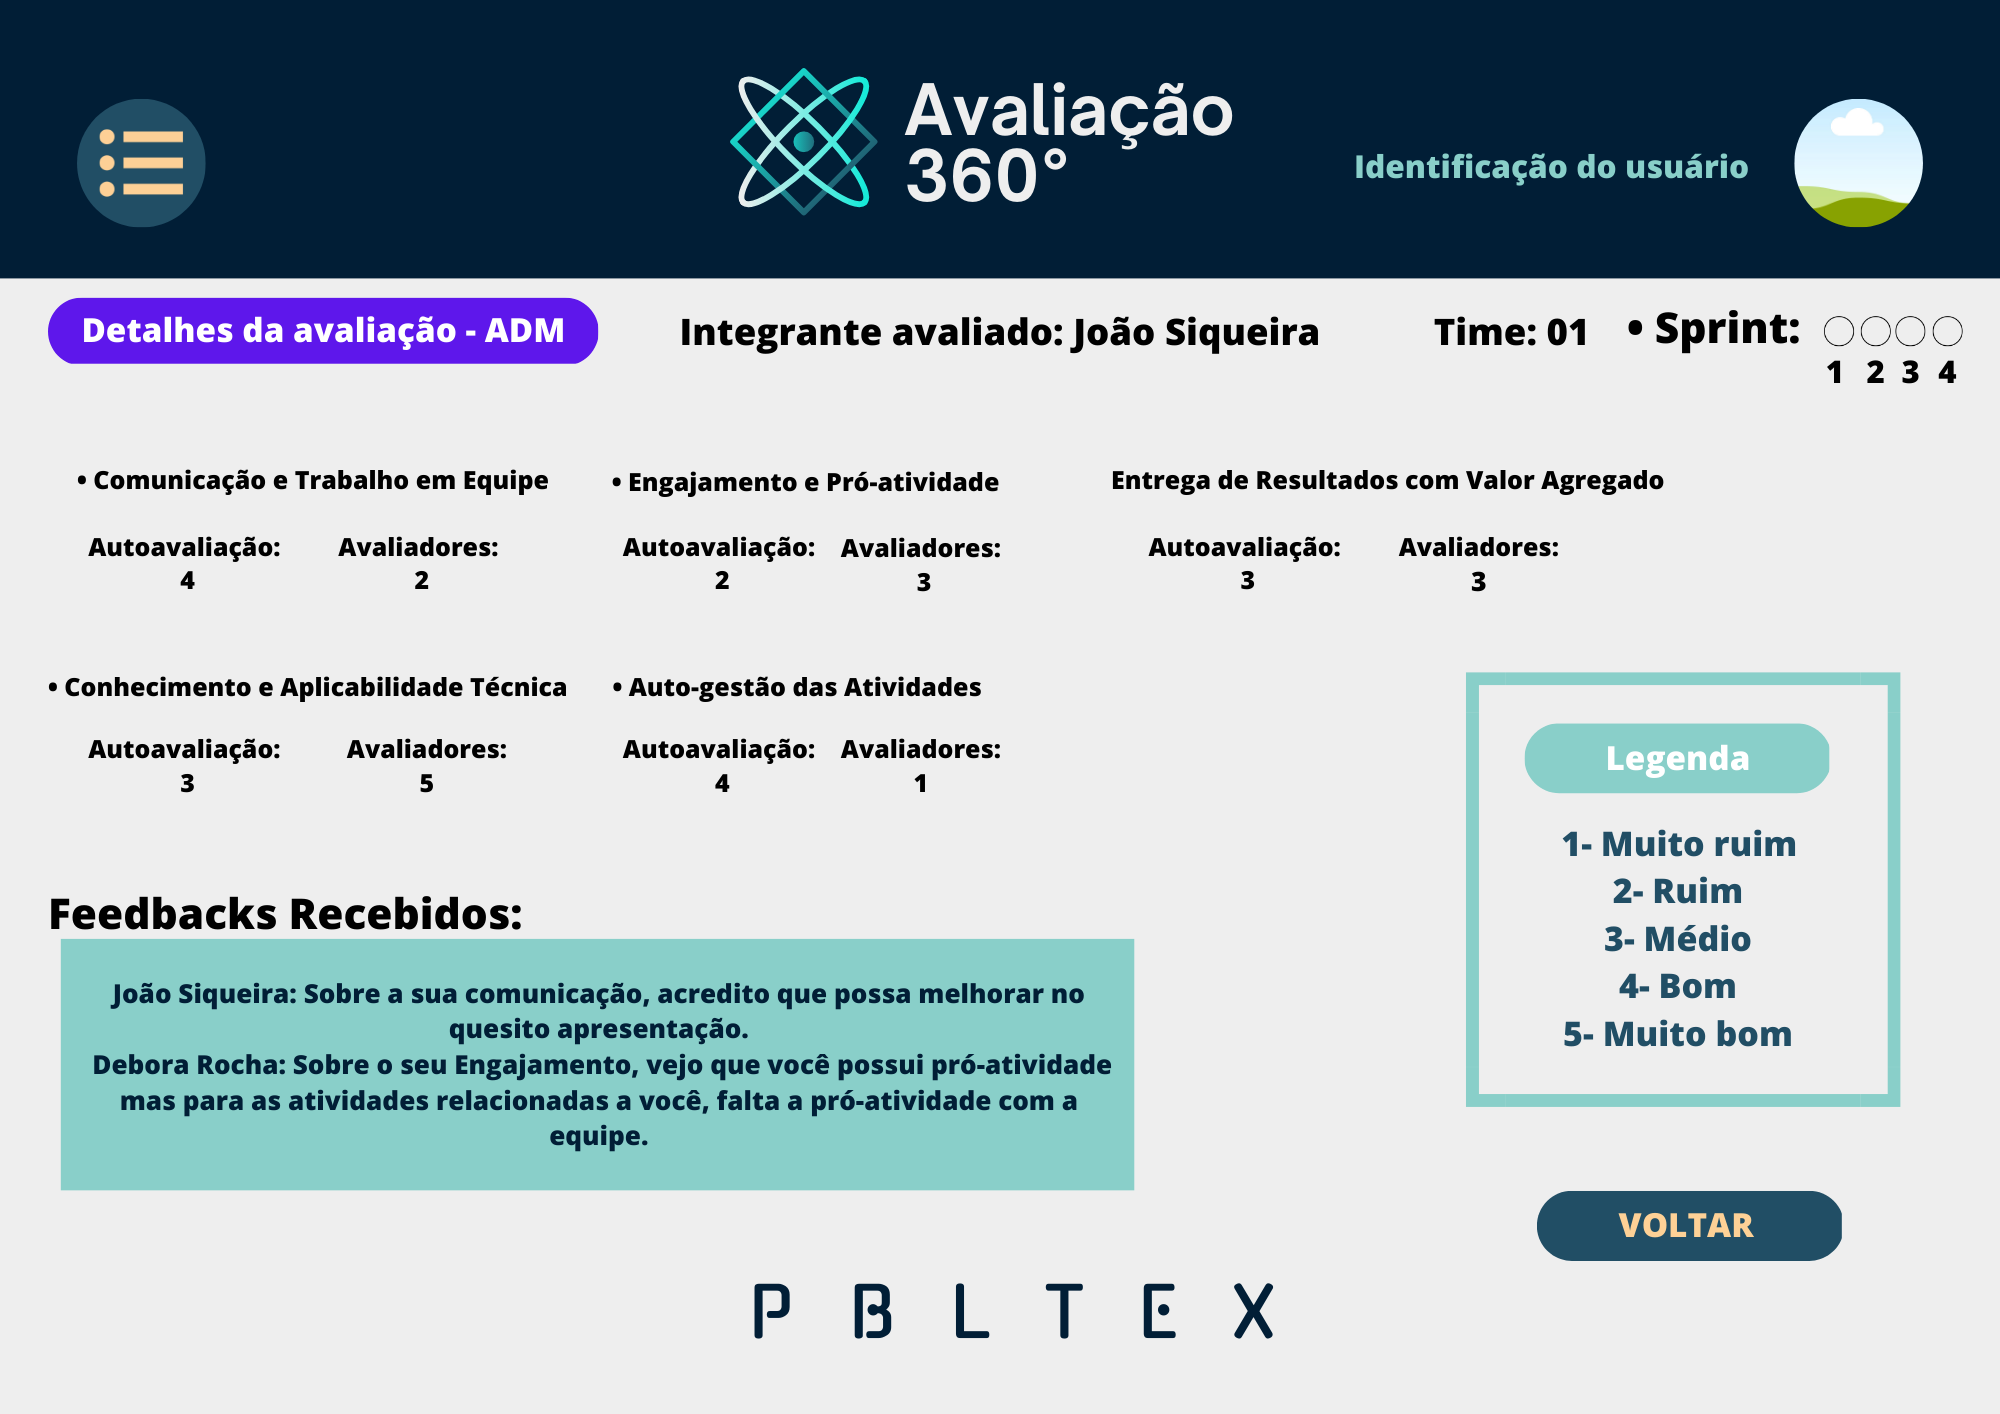 Avaliação
360°
Identificação do usuário
Detalhes da avaliação - ADM
Integrante avaliado: João Siqueira
Time: 01
• Sprint:
1 2 3 4
• Comunicação e Trabalho em Equipe
Autoavaliação:
4
Avaliadores:
2
• Engajamento e Pró-atividade
Autoavaliação:
2
Avaliadores:
3
Entrega de Resultados com Valor Agregado
Autoavaliação:
3
Avaliadores:
3
• Conhecimento e Aplicabilidade Técnica
Autoavaliação:
3
Avaliadores:
5
• Auto-gestão das Atividades
Autoavaliação:
4
Avaliadores:
1
Legenda
1- Muito ruim
2- Ruim
3- Médio
4- Bom
5- Muito bom
Feedbacks Recebidos:
João Siqueira: Sobre a sua comunicação, acredito que possa melhorar no
quesito apresentação.
Debora Rocha: Sobre o seu Engajamento, vejo que você possui pró-atividade
mas para as atividades relacionadas a você, falta a pró-atividade com a
equipe.
VOLTAR
PBLTEX